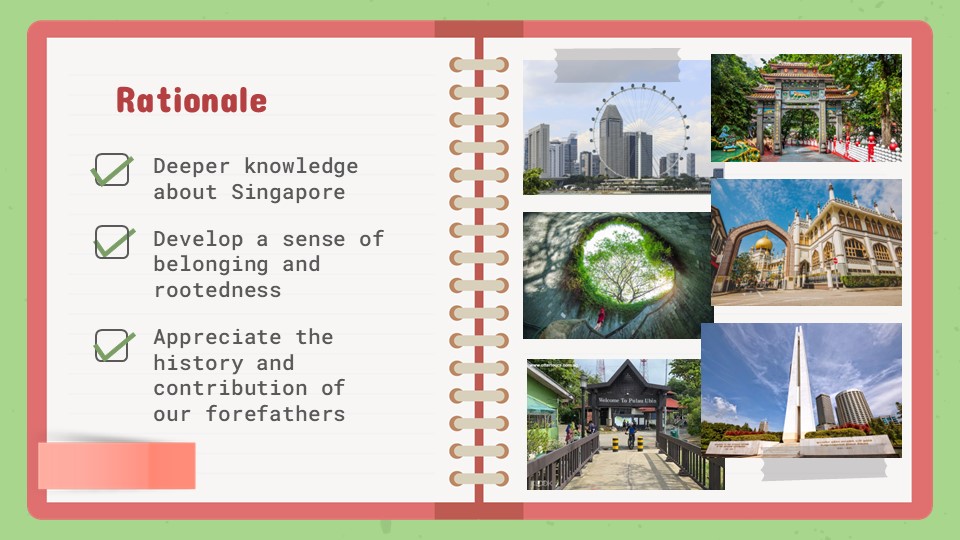 Rationale
Deeper knowledge
about Singapore
Develop a sense of
belonging and
rootedness
Appreciate the
history and
contribution of
our forefathers
Welcome To Pulau Ubin